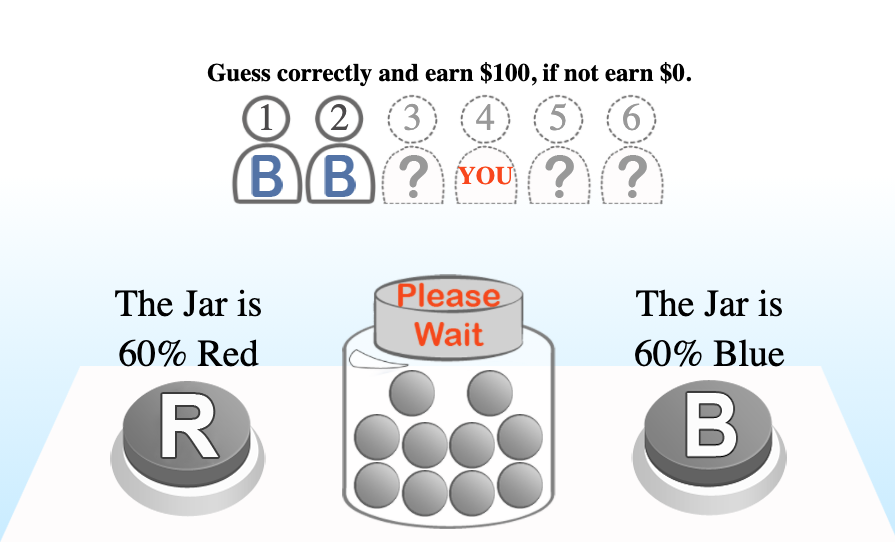 Guess correctly and earn $100, if not earn $0.
1 2 3 4 5 6
B B ? YOU ? ?
Please
Wait
The Jar is
60% Red
The Jar is
60% Blue
R
B